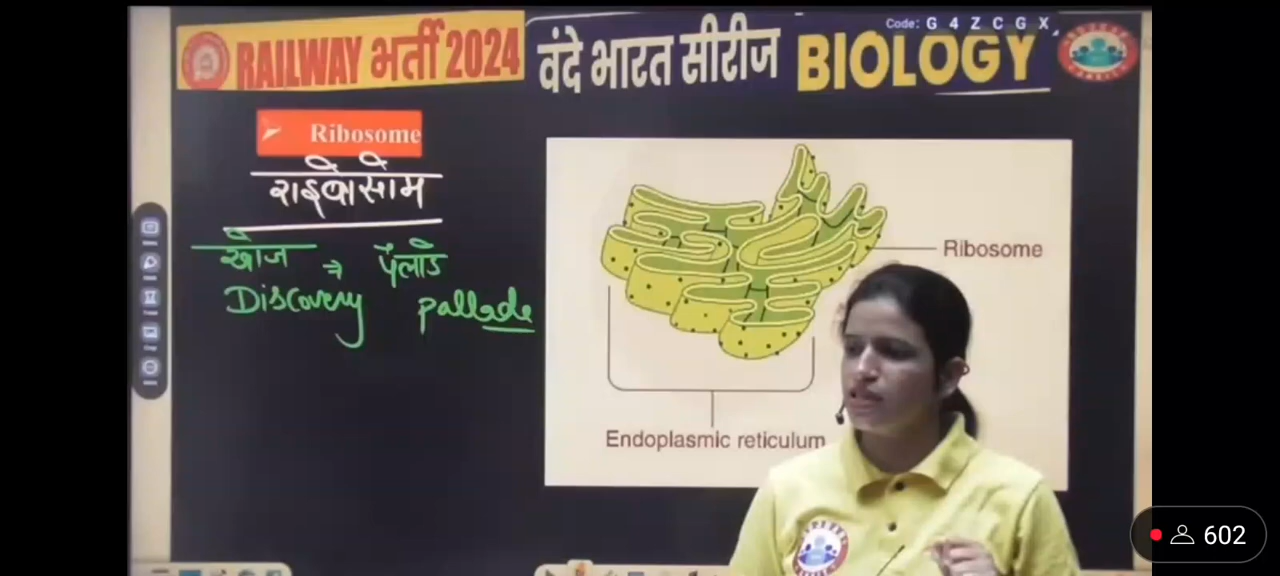 Code: G 4 Z C G X
RAILWAY भर्ती 2024 वंदे भारत सीरीज BIOLOGY
Ribosome
राइबोसोम
खोज → पैलाडे
Discovery pallade
Ribosome
Endoplasmic reticulum
602